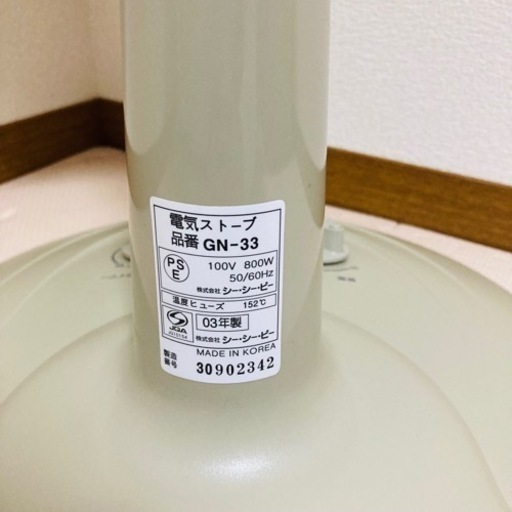 電気ストーブ
品番 GN-33
PS
E
100V 800W
50/60Hz
株式会社 シー・シー・ピー
温度ヒューズ 152℃
JQA
03年製
株式会社 シー・シー・ピー
MADE IN KOREA
製造
番号 30902342